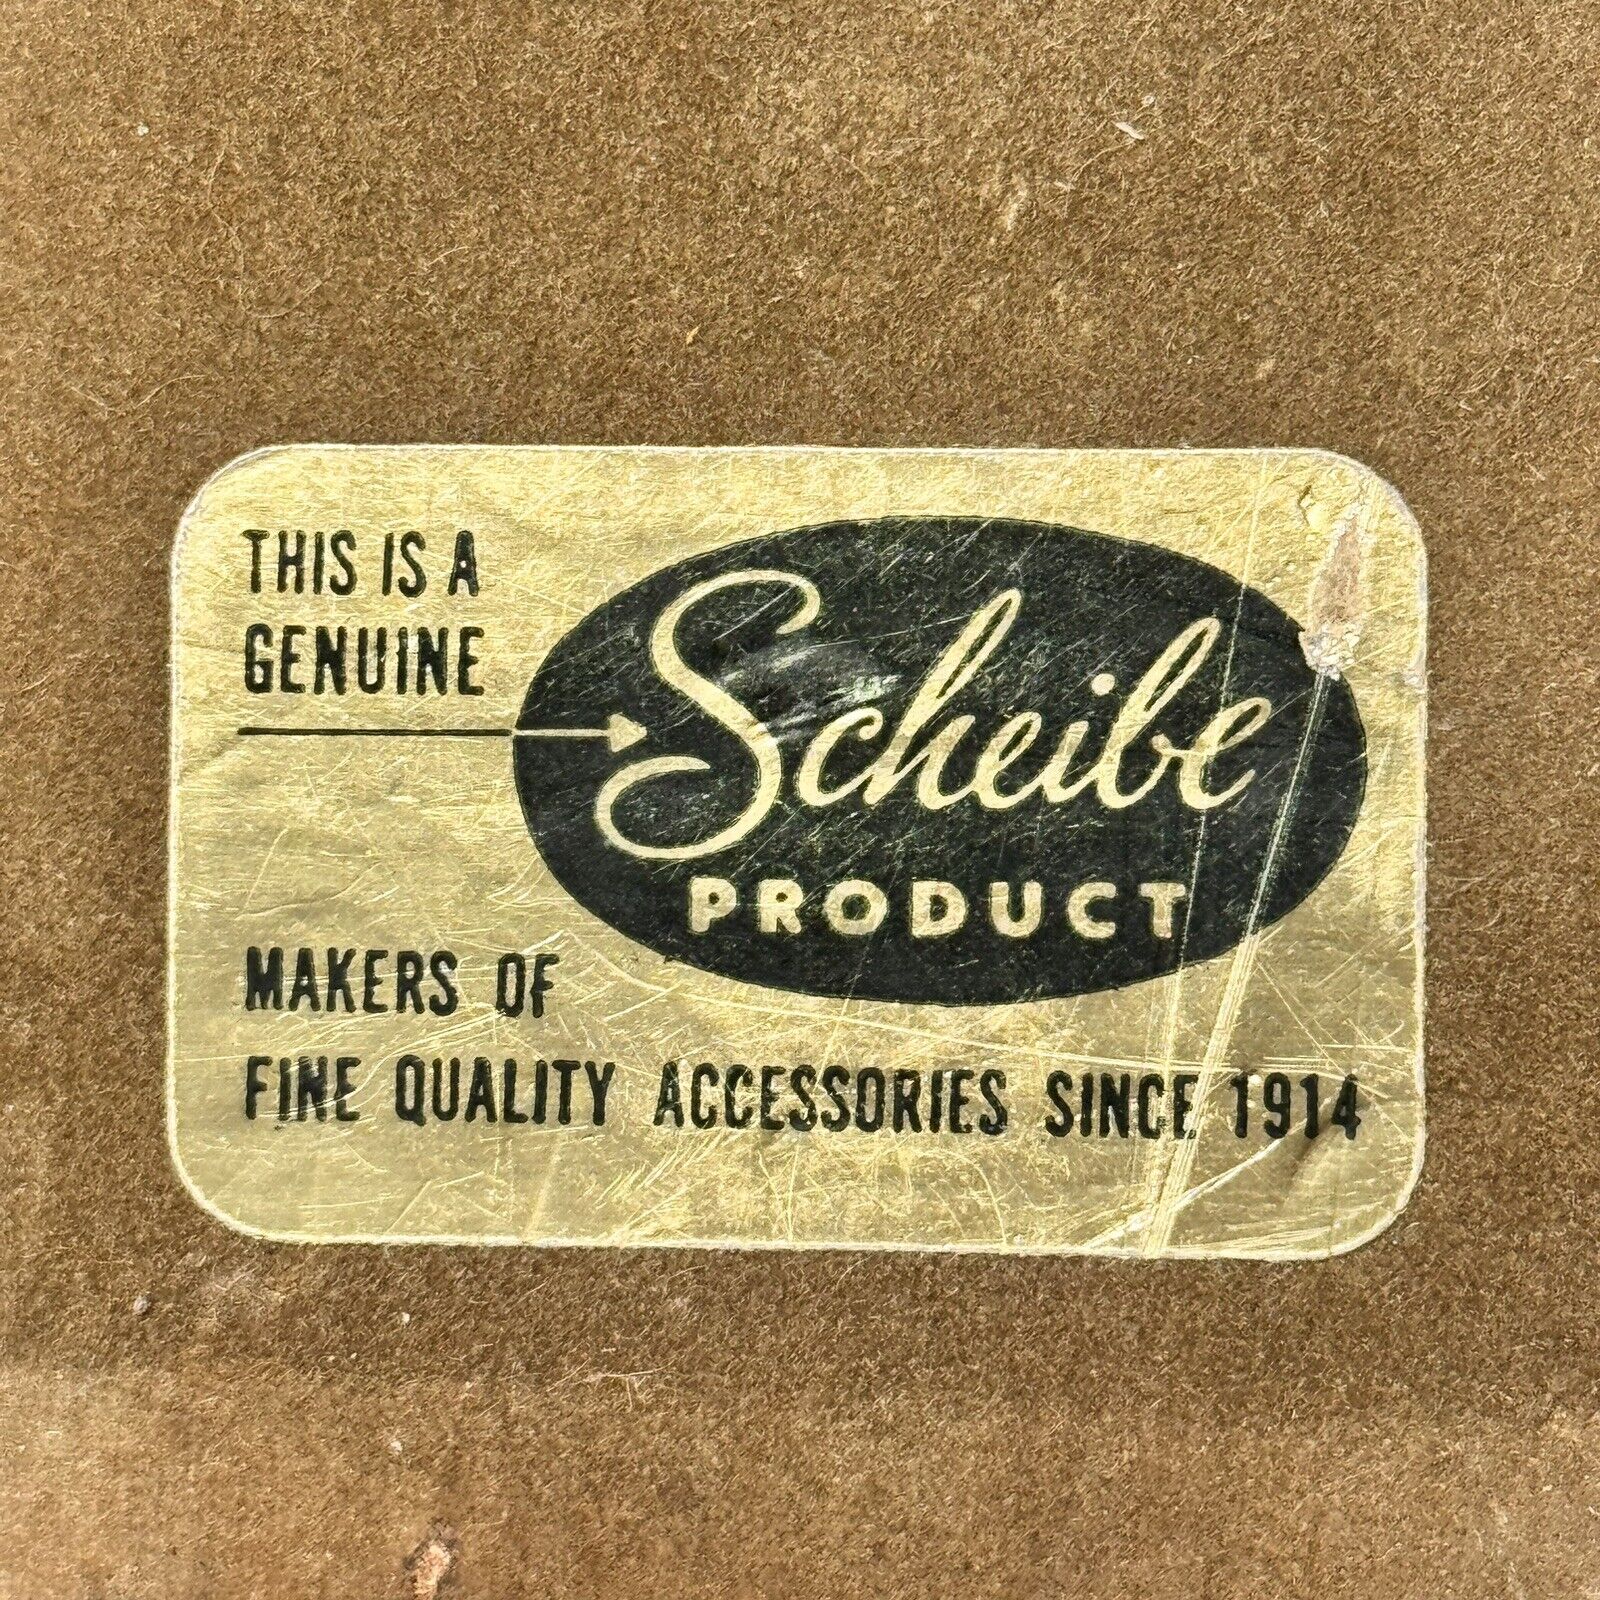 THIS IS A
GENUINE
Scheibe
PRODUCT
MAKERS OF
FINE QUALITY ACCESSORIES SINCE 1914